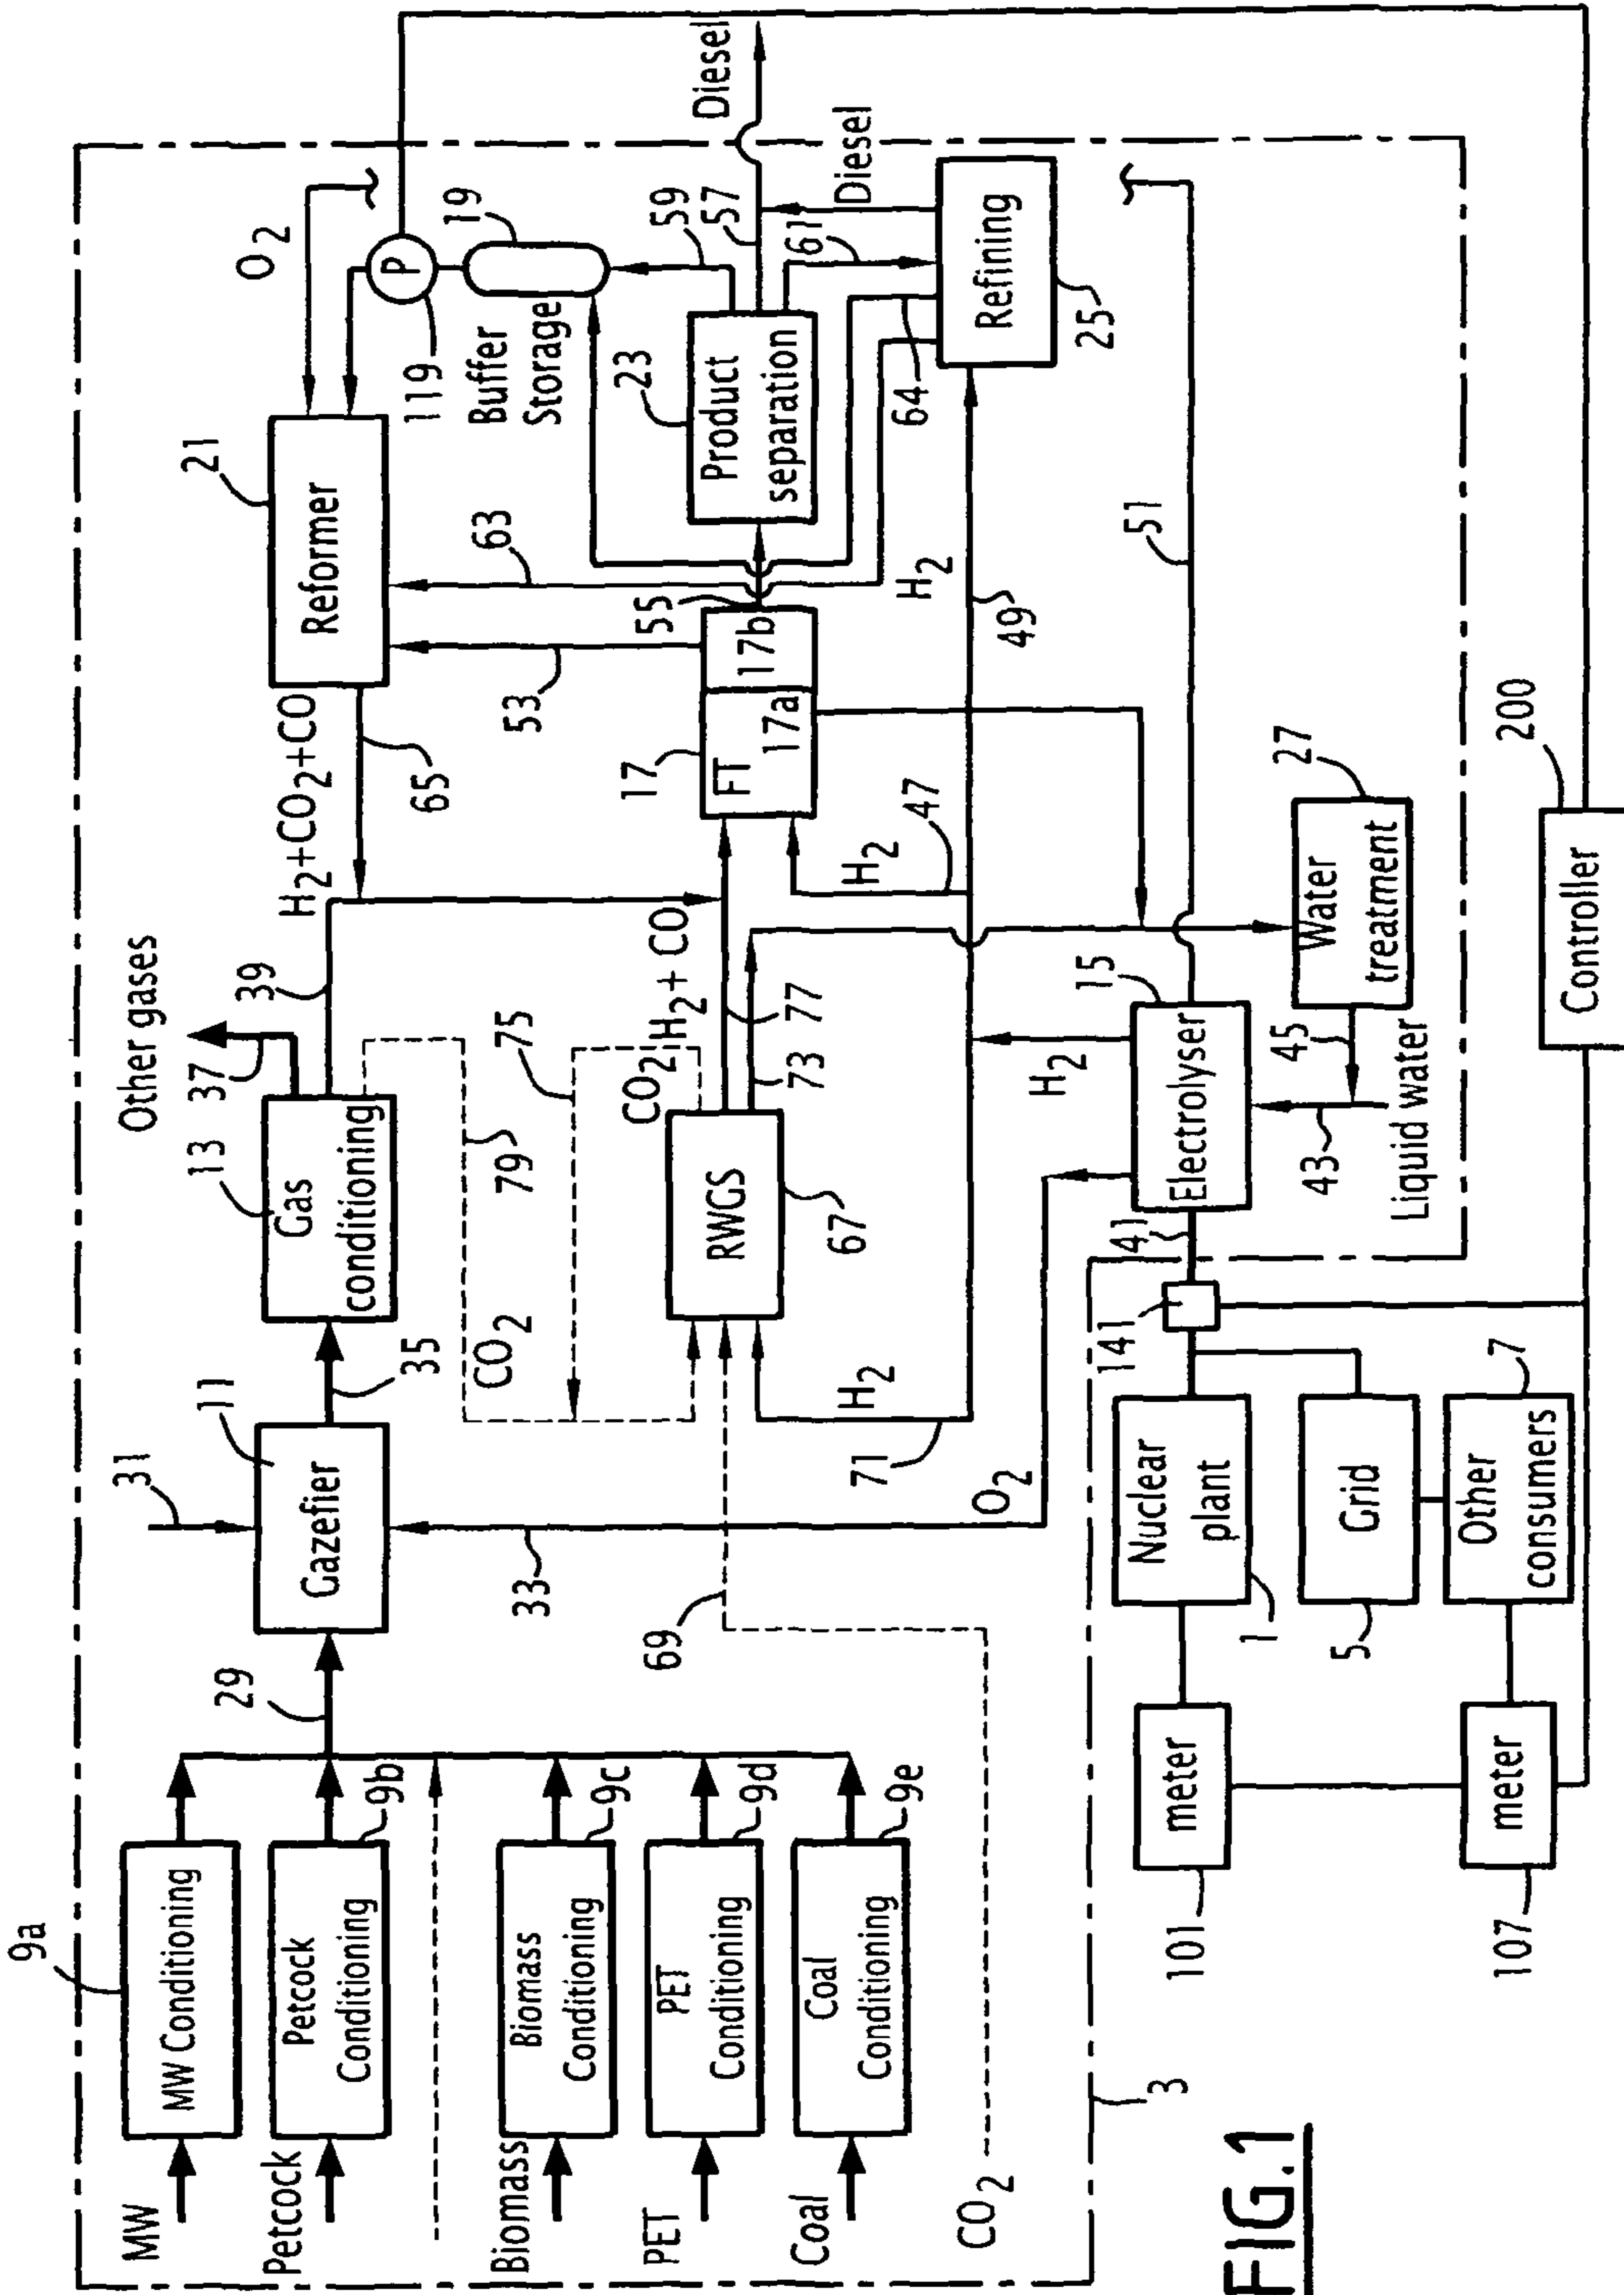 9a
MW
MW Conditioning
Petcock
Petcock
Conditioning
9b
Biomass
Biomass
Conditioning
9c
PET
PET
Conditioning
9d
Coal
Coal
Conditioning
9e
CO2
29
31
11
Gazefier
33
35
69
13
Gas
conditioning
Other gases
37
39
CO2
79
75
CO2
RWGS
67
H2
71
73
77
H2+ CO
H2+CO2+CO
65
21
Reformer
O2
P
119
19
Buffer
Storage
53
63
17
FT
17a
17b
55
23
Product
separation
59
57
61
64
Diesel
Diesel
Refining
25
H2
47
H2
49
51
O2
H2
15
Electrolyser
41
141
43
45
Liquid water
27
Water
treatment
Nuclear
plant
1
Grid
5
Other
consumers
7
meter
101
meter
107
Controller
200
3
FIG.1